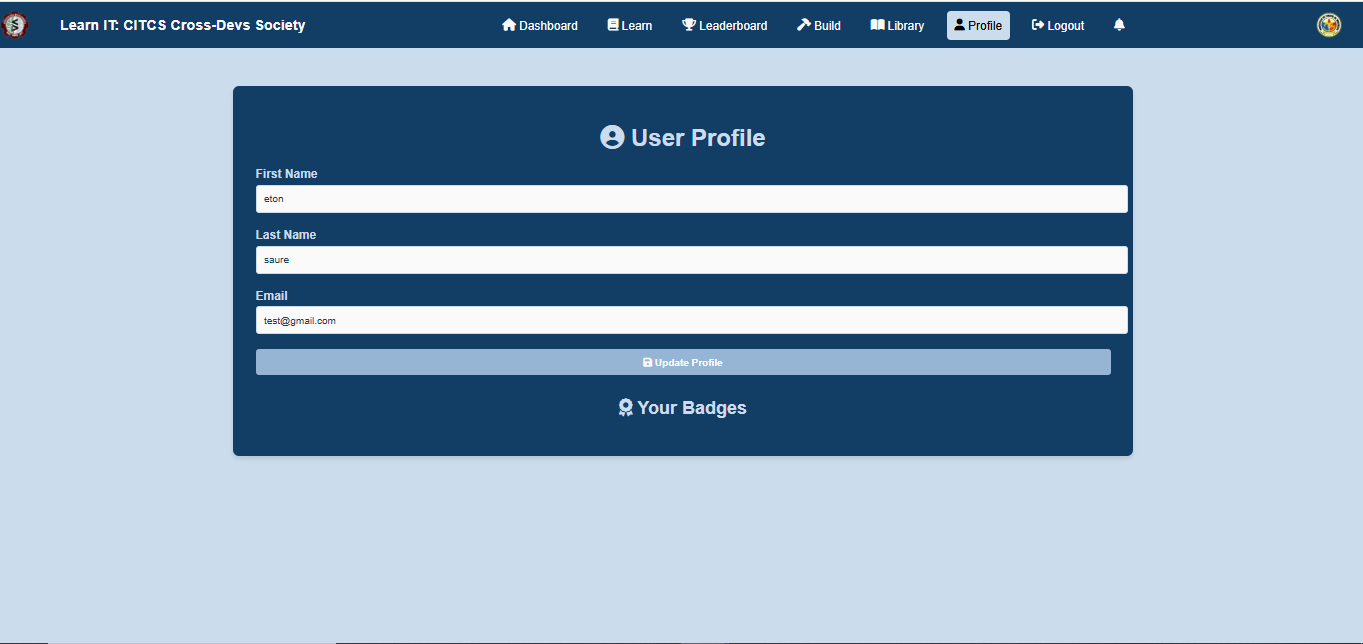 Learn IT: CITCS Cross-Devs Society Dashboard Learn Leaderboard Build Library Profile Logout
User Profile
First Name
eton
Last Name
saure
Email
test@gmail.com
Update Profile
Your Badges